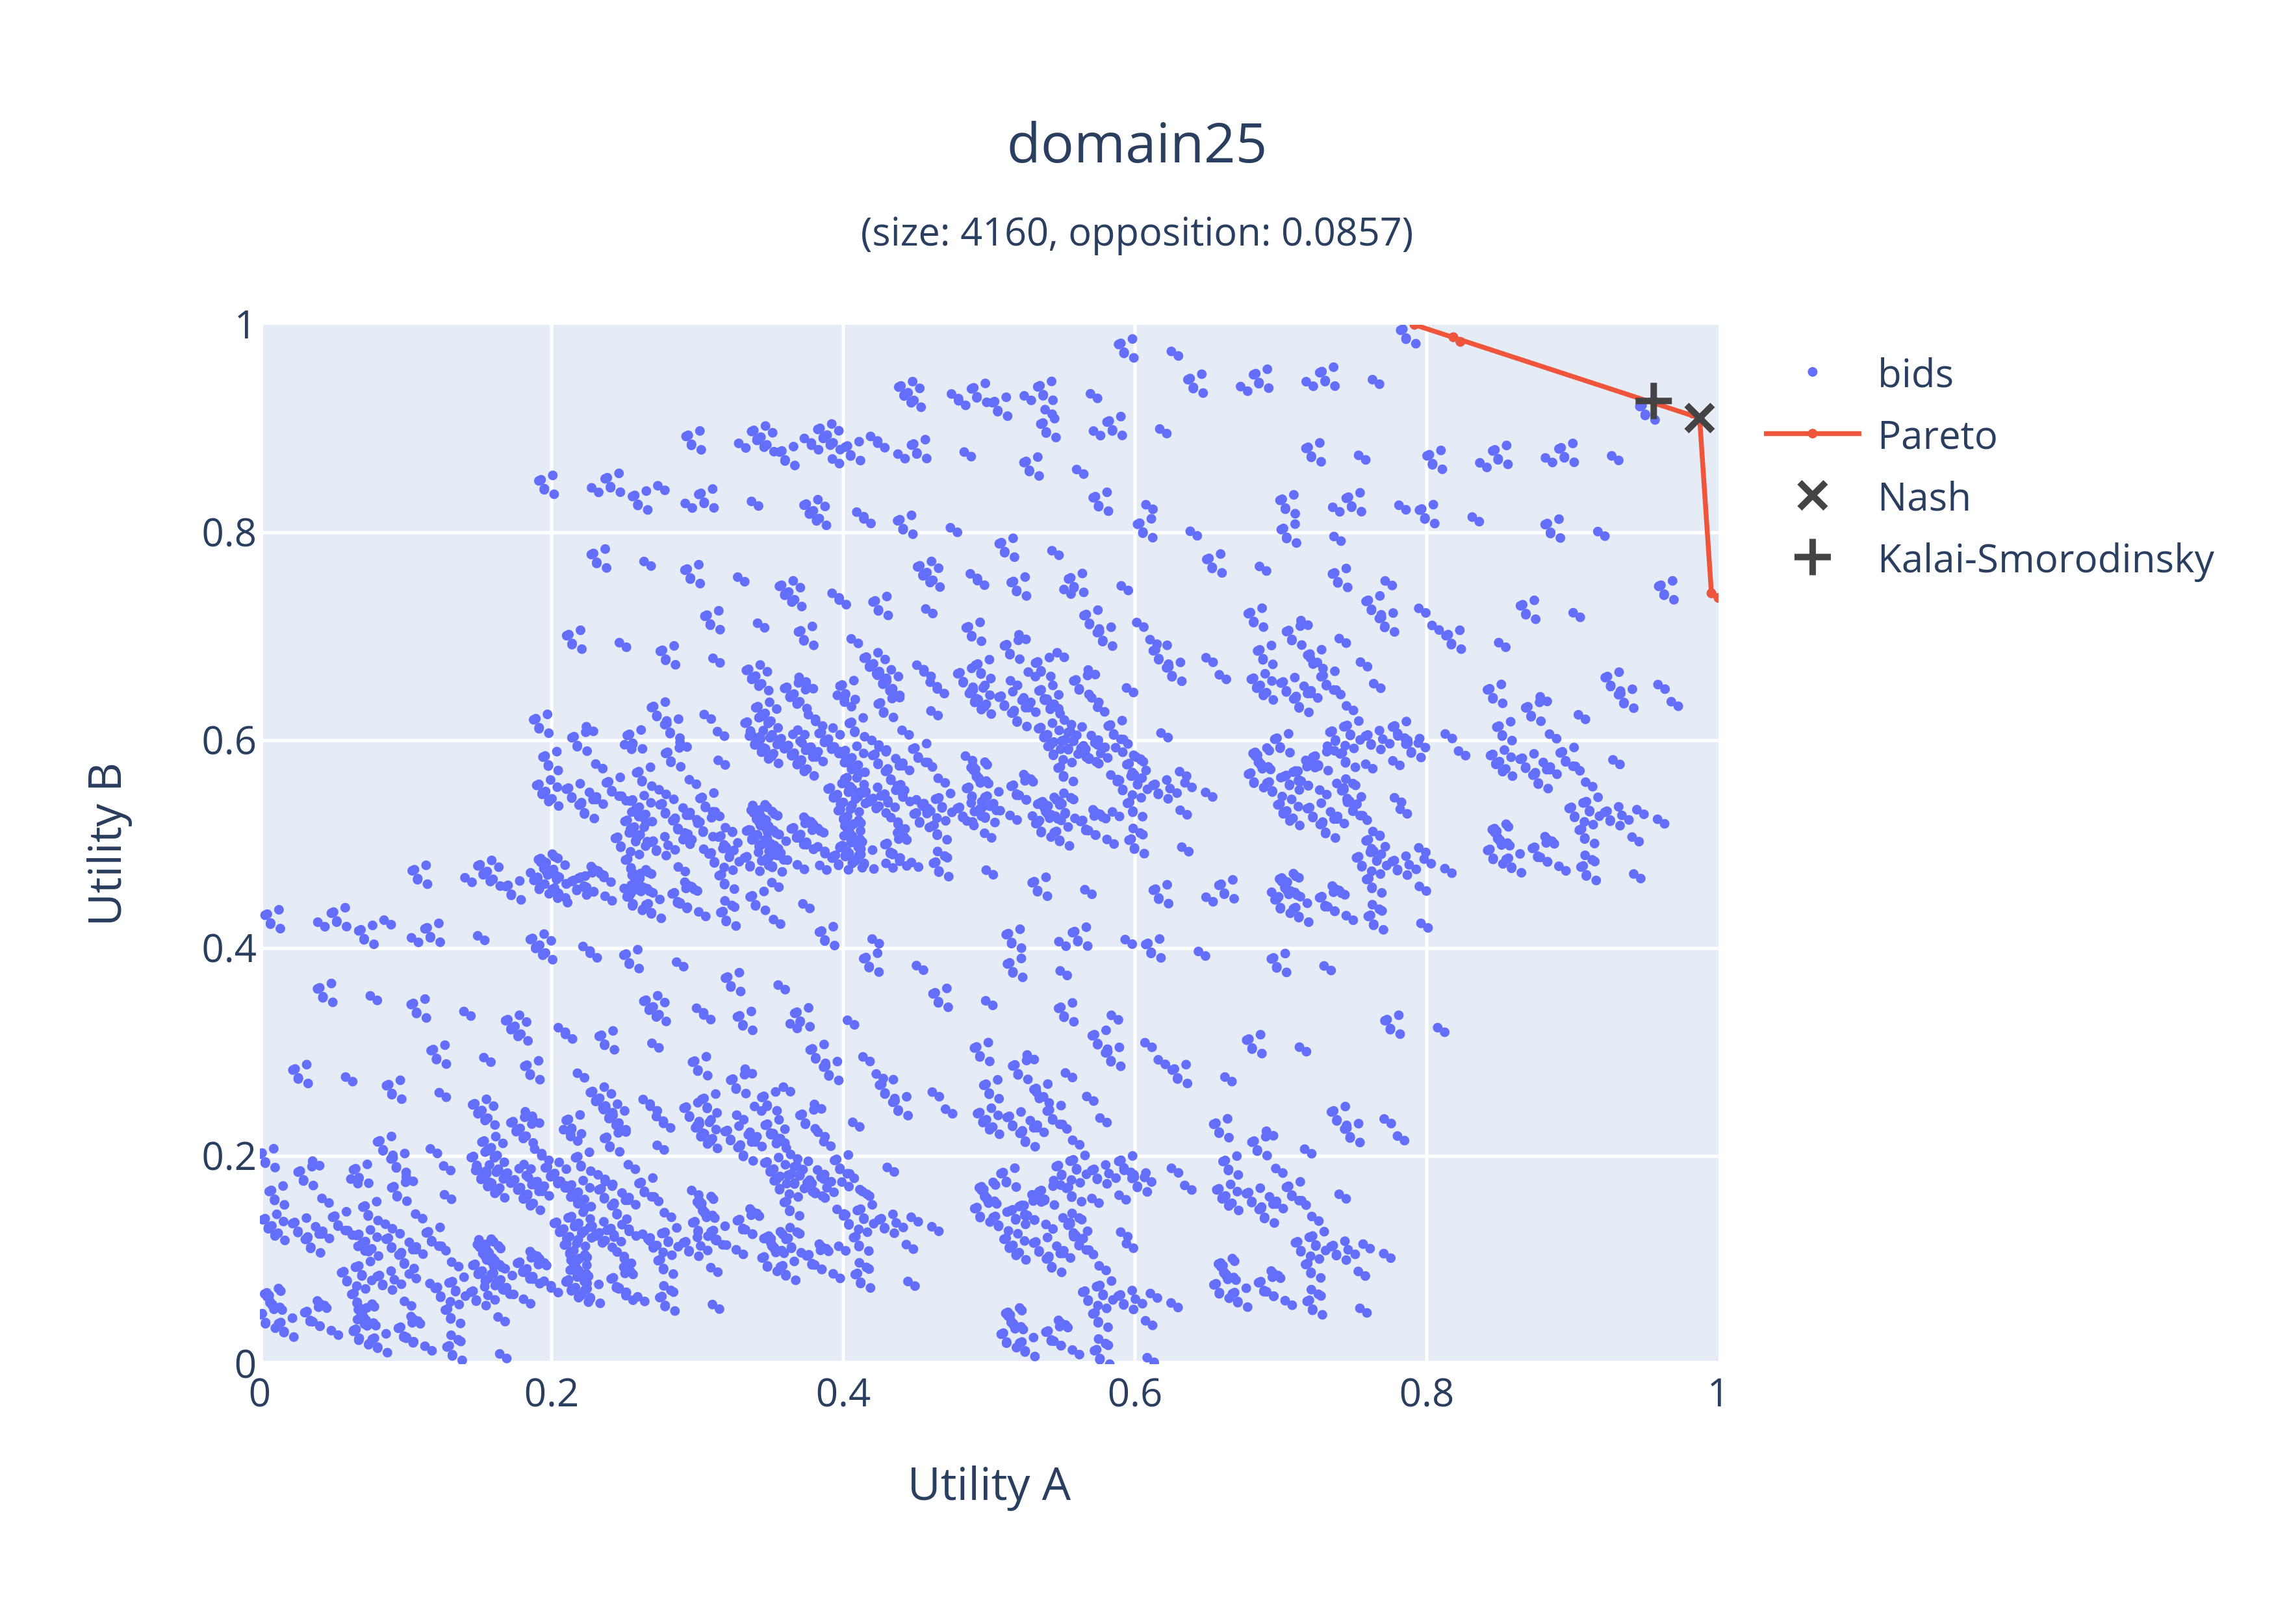 domain25
(size: 4160, opposition: 0.0857)
1
0.8
0.6
0.4
0.2
0
0 0.2 0.4 0.6 0.8 1
Utility B
Utility A
bids
Pareto
Nash
Kalai-Smorodinsky